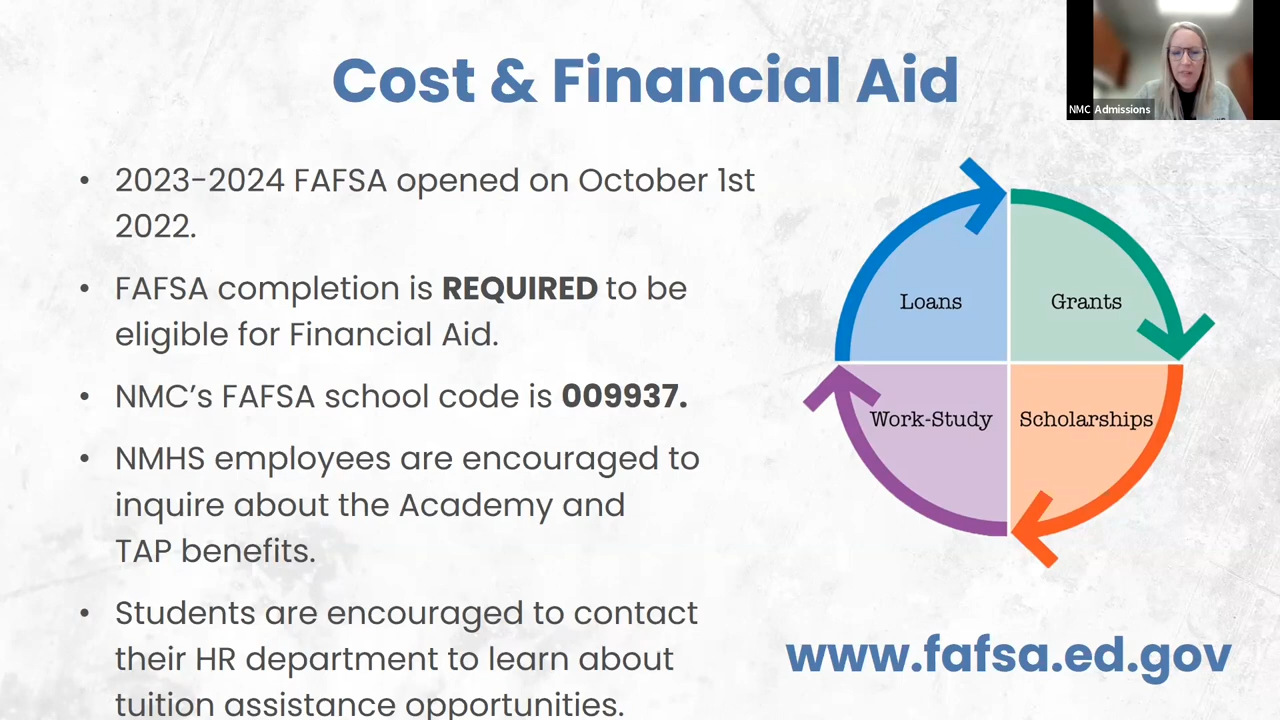 Cost & Financial Aid
NMC Admissions
• 2023-2024 FAFSA opened on October 1st
2022.
• FAFSA completion is REQUIRED to be
eligible for Financial Aid.
• NMC’s FAFSA school code is 009937.
• NMHS employees are encouraged to
inquire about the Academy and
TAP benefits.
• Students are encouraged to contact
their HR department to learn about
tuition assistance opportunities.
Loans
Grants
Work-Study
Scholarships
www.fafsa.ed.gov